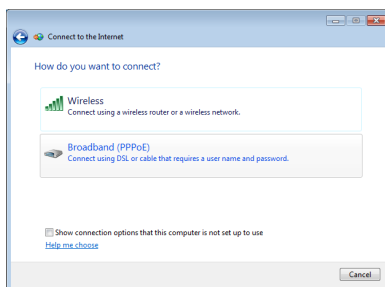 Connect to the Internet
How do you want to connect?
Wireless
Connect using a wireless router or a wireless network.
Broadband (PPPoE)
Connect using DSL or cable that requires a user name and password.
Show connection options that this computer is not set up to use
Help me choose
Cancel